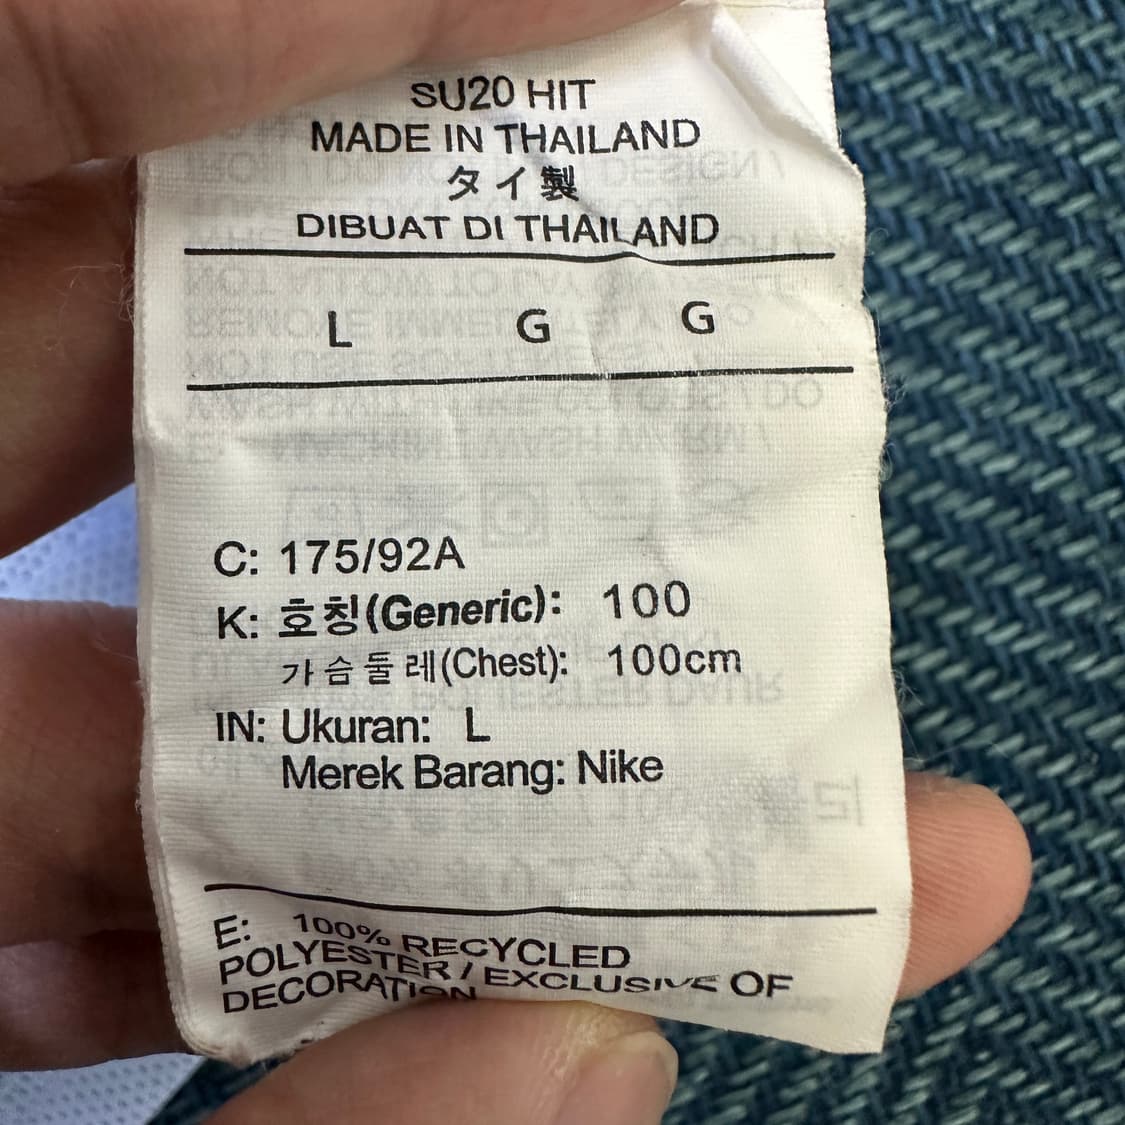 SU20 HIT
MADE IN THAILAND
タイ製
DIBUAT DI THAILAND
L G G
C: 175/92A
K: 호칭(Generic): 100
가슴둘레(Chest): 100cm
IN: Ukuran: L
Merek Barang: Nike
E: 100% RECYCLED
POLYESTER / EXCLUSIVE OF
DECORATION